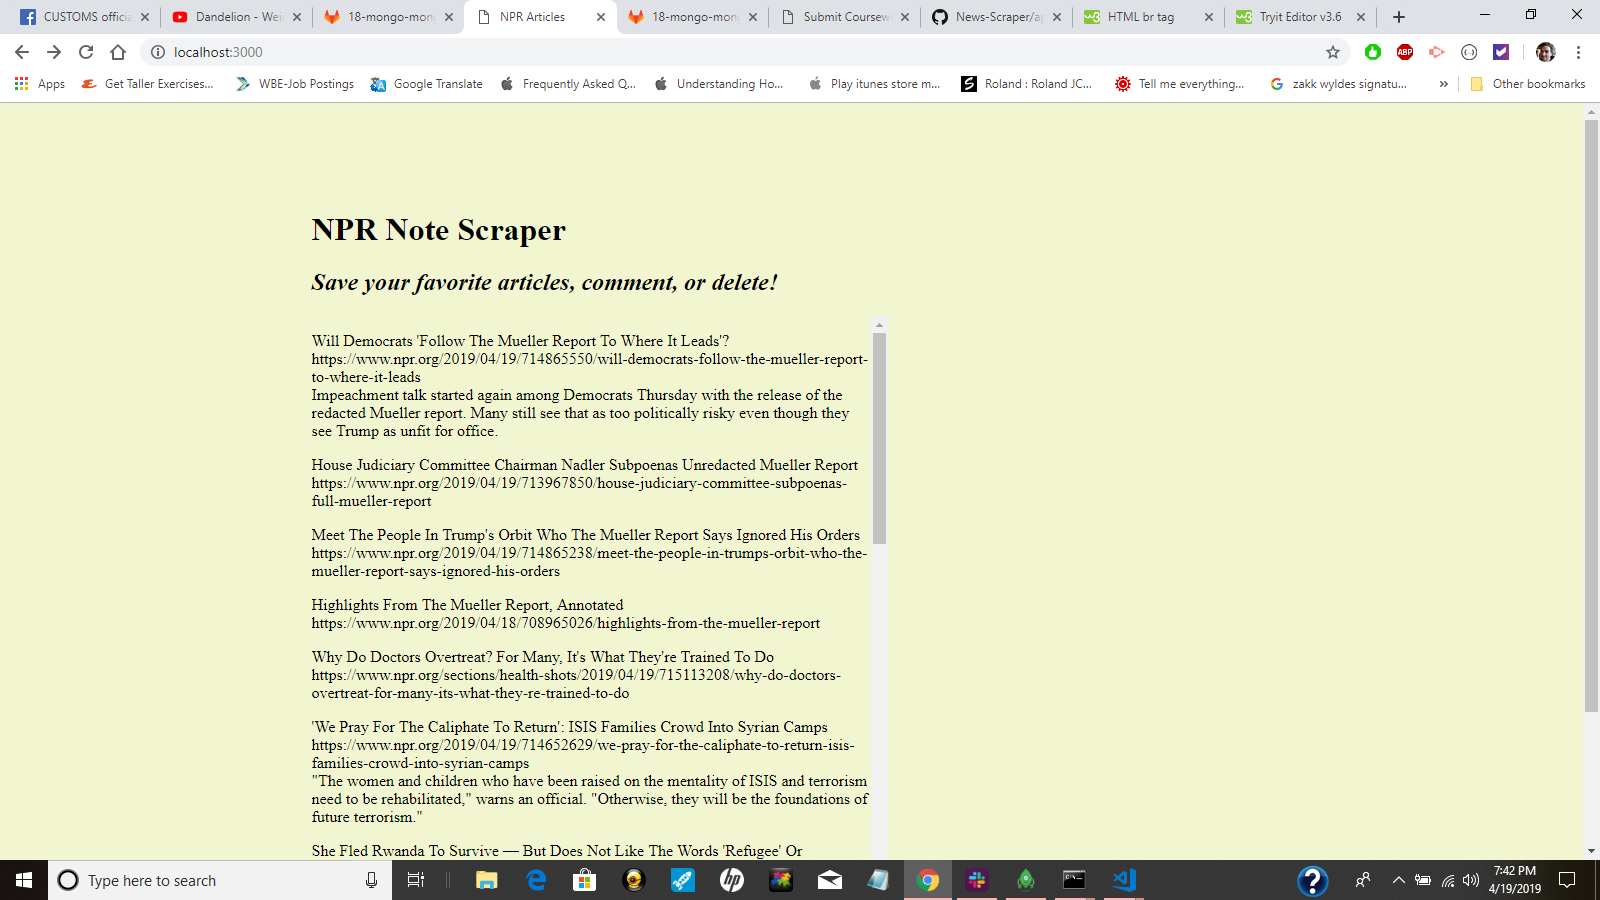 CUSTOMS officia
Dandelion - Wei
18-mongo-mon
NPR Articles
18-mongo-mon
Submit Coursew
News-Scraper/a
HTML br tag
Tryit Editor v3.6
localhost:3000
ABP
Apps
Get Taller Exercises...
WBE-Job Postings
Google Translate
Frequently Asked Q...
Understanding Ho...
Play itunes store m...
Roland : Roland JC...
Tell me everything...
zakk wyldes signatu...
»
Other bookmarks
NPR Note Scraper
Save your favorite articles, comment, or delete!
Will Democrats 'Follow The Mueller Report To Where It Leads'?
https://www.npr.org/2019/04/19/714865550/will-democrats-follow-the-mueller-report-
to-where-it-leads
Impeachment talk started again among Democrats Thursday with the release of the
redacted Mueller report. Many still see that as too politically risky even though they
see Trump as unfit for office.
House Judiciary Committee Chairman Nadler Subpoenas Unredacted Mueller Report
https://www.npr.org/2019/04/19/713967850/house-judiciary-committee-subpoenas-
full-mueller-report
Meet The People In Trump's Orbit Who The Mueller Report Says Ignored His Orders
https://www.npr.org/2019/04/19/714865238/meet-the-people-in-trumps-orbit-who-the-
mueller-report-says-ignored-his-orders
Highlights From The Mueller Report, Annotated
https://www.npr.org/2019/04/18/708965026/highlights-from-the-mueller-report
Why Do Doctors Overtreat? For Many, It's What They're Trained To Do
https://www.npr.org/sections/health-shots/2019/04/19/715113208/why-do-doctors-
overtreat-for-many-its-what-they-re-trained-to-do
'We Pray For The Caliphate To Return': ISIS Families Crowd Into Syrian Camps
https://www.npr.org/2019/04/19/714652629/we-pray-for-the-caliphate-to-return-isis-
families-crowd-into-syrian-camps
"The women and children who have been raised on the mentality of ISIS and terrorism
need to be rehabilitated," warns an official. "Otherwise, they will be the foundations of
future terrorism."
She Fled Rwanda To Survive — But Does Not Like The Words 'Refugee' Or
Type here to search
7:42 PM
4/19/2019